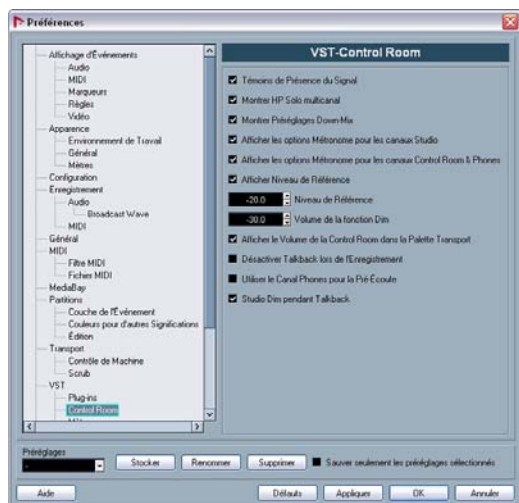 Préférences
Affichage d'Événements
Audio
MIDI
Marqueurs
Règles
Vidéo
Apparence
Environnement de Travail
Général
Mètres
Configuration
Enregistrement
Audio
Broadcast Wave
MIDI
Général
MIDI
Filtre MIDI
Fichier MIDI
MediaBay
Partitions
Couche de l'Événement
Couleurs pour d'autres Significations
Édition
Transport
Contrôle de Machine
Scrub
VST
Plug-ins
Control Room
VST-Control Room
Témoins de Présence du Signal
Montrer HP Solo multicanal
Montrer Préréglages Down-Mix
Afficher les options Métronome pour les canaux Studio
Afficher les options Métronome pour les canaux Control Room & Phones
Afficher Niveau de Référence
-20.0 Niveau de Référence
-30.0 Volume de la fonction Dim
Afficher le Volume de la Control Room dans la Palette Transport
Désactiver Talkback lors de l'Enregistrement
Utiliser le Canal Phones pour la Pré-Écoute
Studio Dim pendant Talkback
Préréglages
-
Stocker Renommer Supprimer Sauver seulement les préréglages sélectionnés
Aide Défauts Appliquer OK Annuler